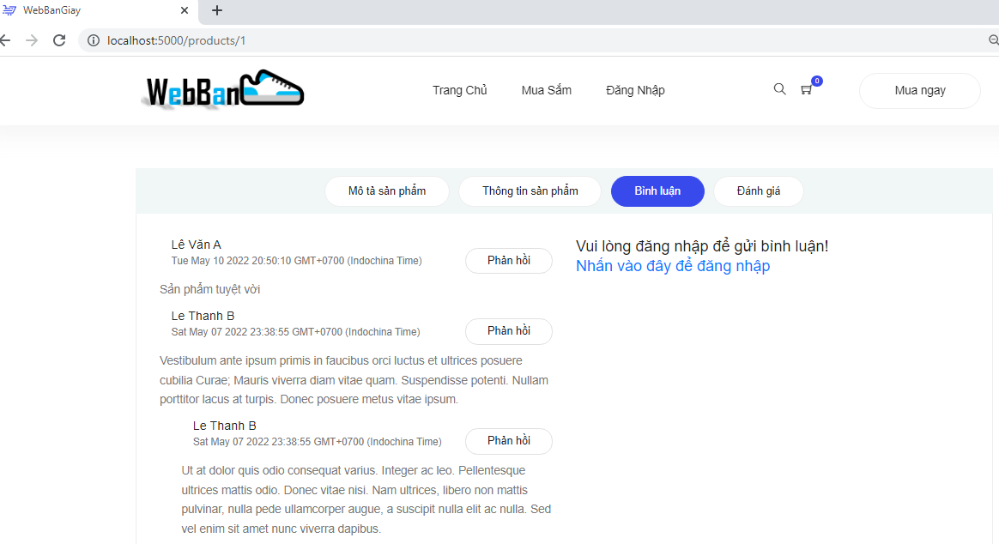 WebBanGiay
localhost:5000/products/1
WebBan
Trang Chủ
Mua Sắm
Đăng Nhập
0
Mua ngay
Mô tả sản phẩm
Thông tin sản phẩm
Bình luận
Đánh giá
Lê Văn A
Tue May 10 2022 20:50:10 GMT+0700 (Indochina Time)
Phản hồi
Sản phẩm tuyệt vời
Le Thanh B
Sat May 07 2022 23:38:55 GMT+0700 (Indochina Time)
Phản hồi
Vestibulum ante ipsum primis in faucibus orci luctus et ultrices posuere
cubilia Curae; Mauris viverra diam vitae quam. Suspendisse potenti. Nullam
porttitor lacus at turpis. Donec posuere metus vitae ipsum.
Le Thanh B
Sat May 07 2022 23:38:55 GMT+0700 (Indochina Time)
Phản hồi
Ut at dolor quis odio consequat varius. Integer ac leo. Pellentesque
ultrices mattis odio. Donec vitae nisi. Nam ultrices, libero non mattis
pulvinar, nulla pede ullamcorper augue, a suscipit nulla elit ac nulla. Sed
vel enim sit amet nunc viverra dapibus.
Vui lòng đăng nhập để gửi bình luận!
Nhấn vào đây để đăng nhập